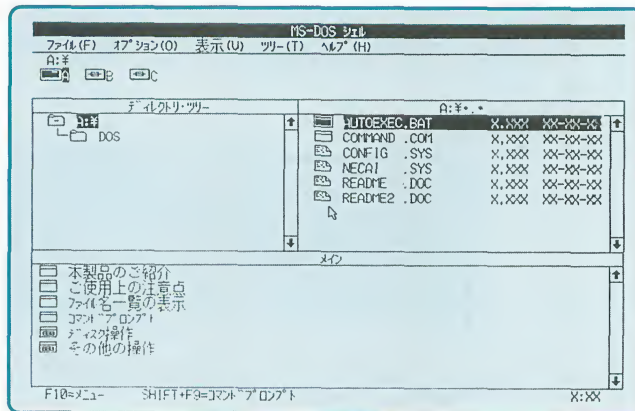 MS-DOS シェル
ファイル(F) オプション(O) 表示(V) ツリー(T) ヘルプ(H)
A:¥
A B C
ディレクトリ・ツリー
A:¥
DOS
A:¥*.*
AUTOEXEC.BAT X,XXX XX-XX-XX
COMMAND .COM X,XXX XX-XX-XX
CONFIG .SYS X,XXX XX-XX-XX
NECAI .SYS X,XXX XX-XX-XX
README .DOC X,XXX XX-XX-XX
README2 .DOC X,XXX XX-XX-XX
メイン
本製品のご紹介
ご使用上の注意点
ファイル名一覧の表示
コマンドプロンプト
ディスク操作
その他の操作
F10=メニュー SHIFT+F9=コマンドプロンプト X:XX